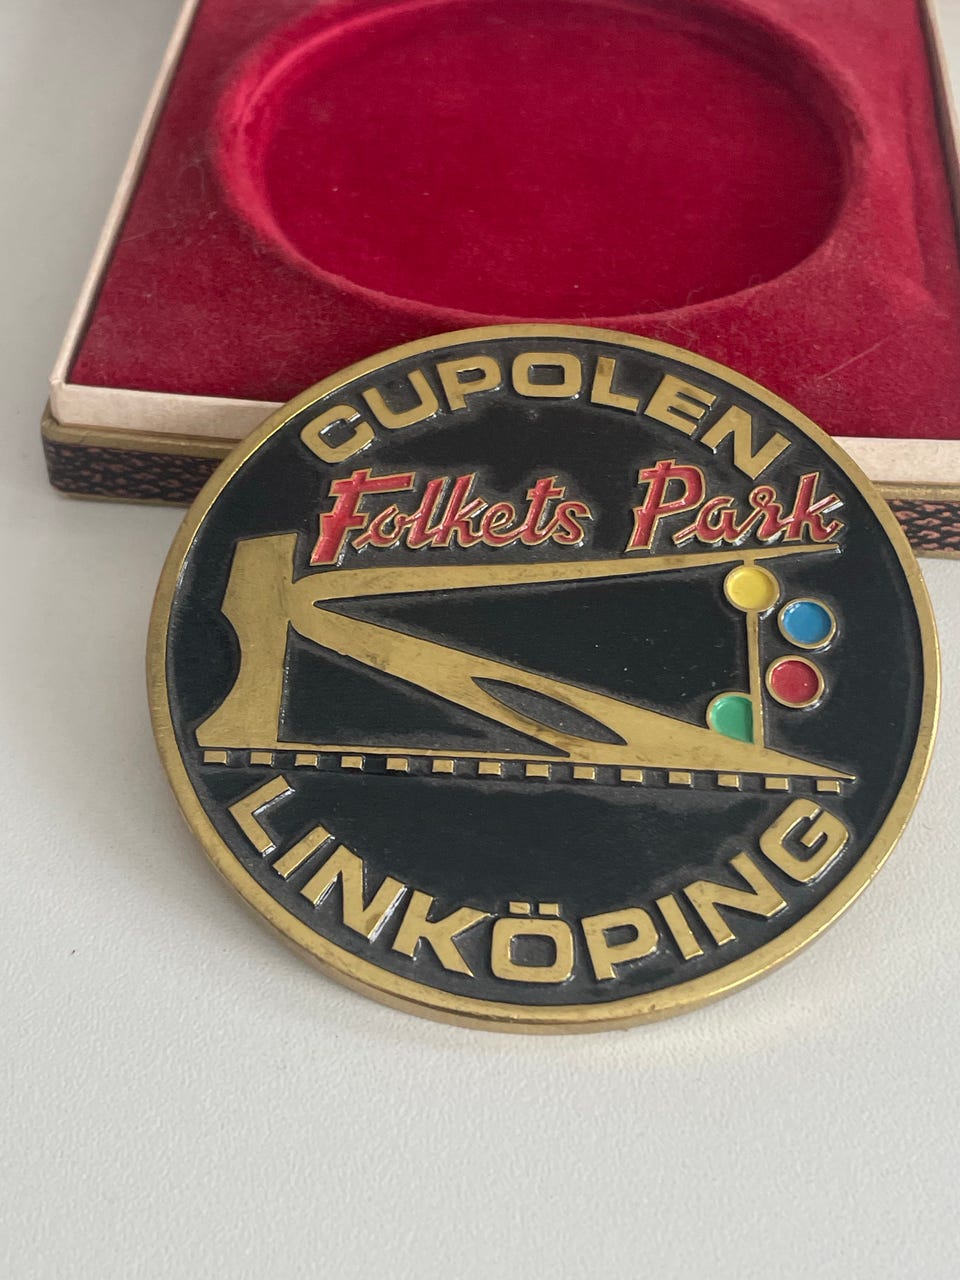 CUPOLEN
Folkets Park
LINKÖPING